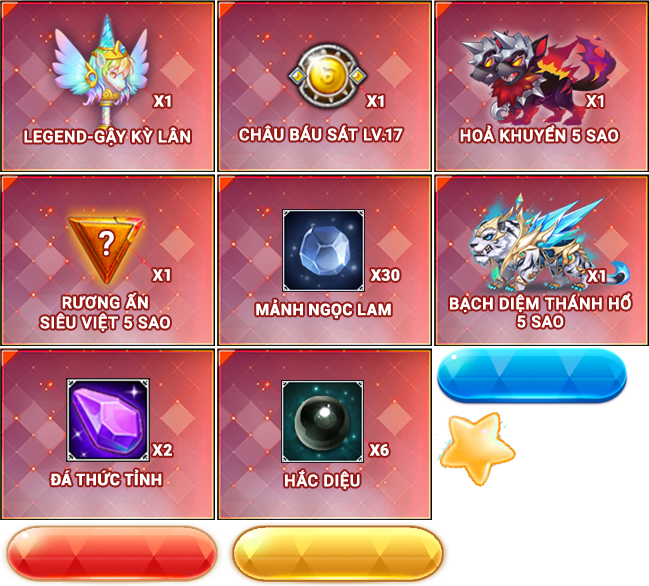 X1
LEGEND-GẬY KỲ LÂN
X1
CHÂU BÁU SÁT LV.17
X1
HOẢ KHUYỂN 5 SAO
?
X1
RƯƠNG ẤN
SIÊU VIỆT 5 SAO
X30
MẢNH NGỌC LAM
X1
BẠCH DIỆM THÁNH HỔ
5 SAO
X2
ĐÁ THỨC TỈNH
X6
HẮC DIỆU